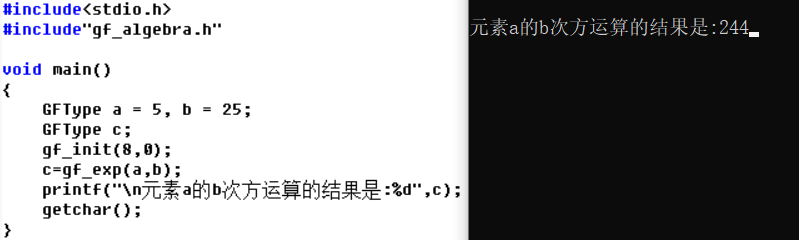 #include<stdio.h>
#include"gf_algebra.h"
void main()
{
    GFType a = 5, b = 25;
    GFType c;
    gf_init(8,0);
    c=gf_exp(a,b);
    printf("\n元素a的b次方运算的结果是:%d",c);
    getchar();
}
元素a的b次方运算的结果是:244